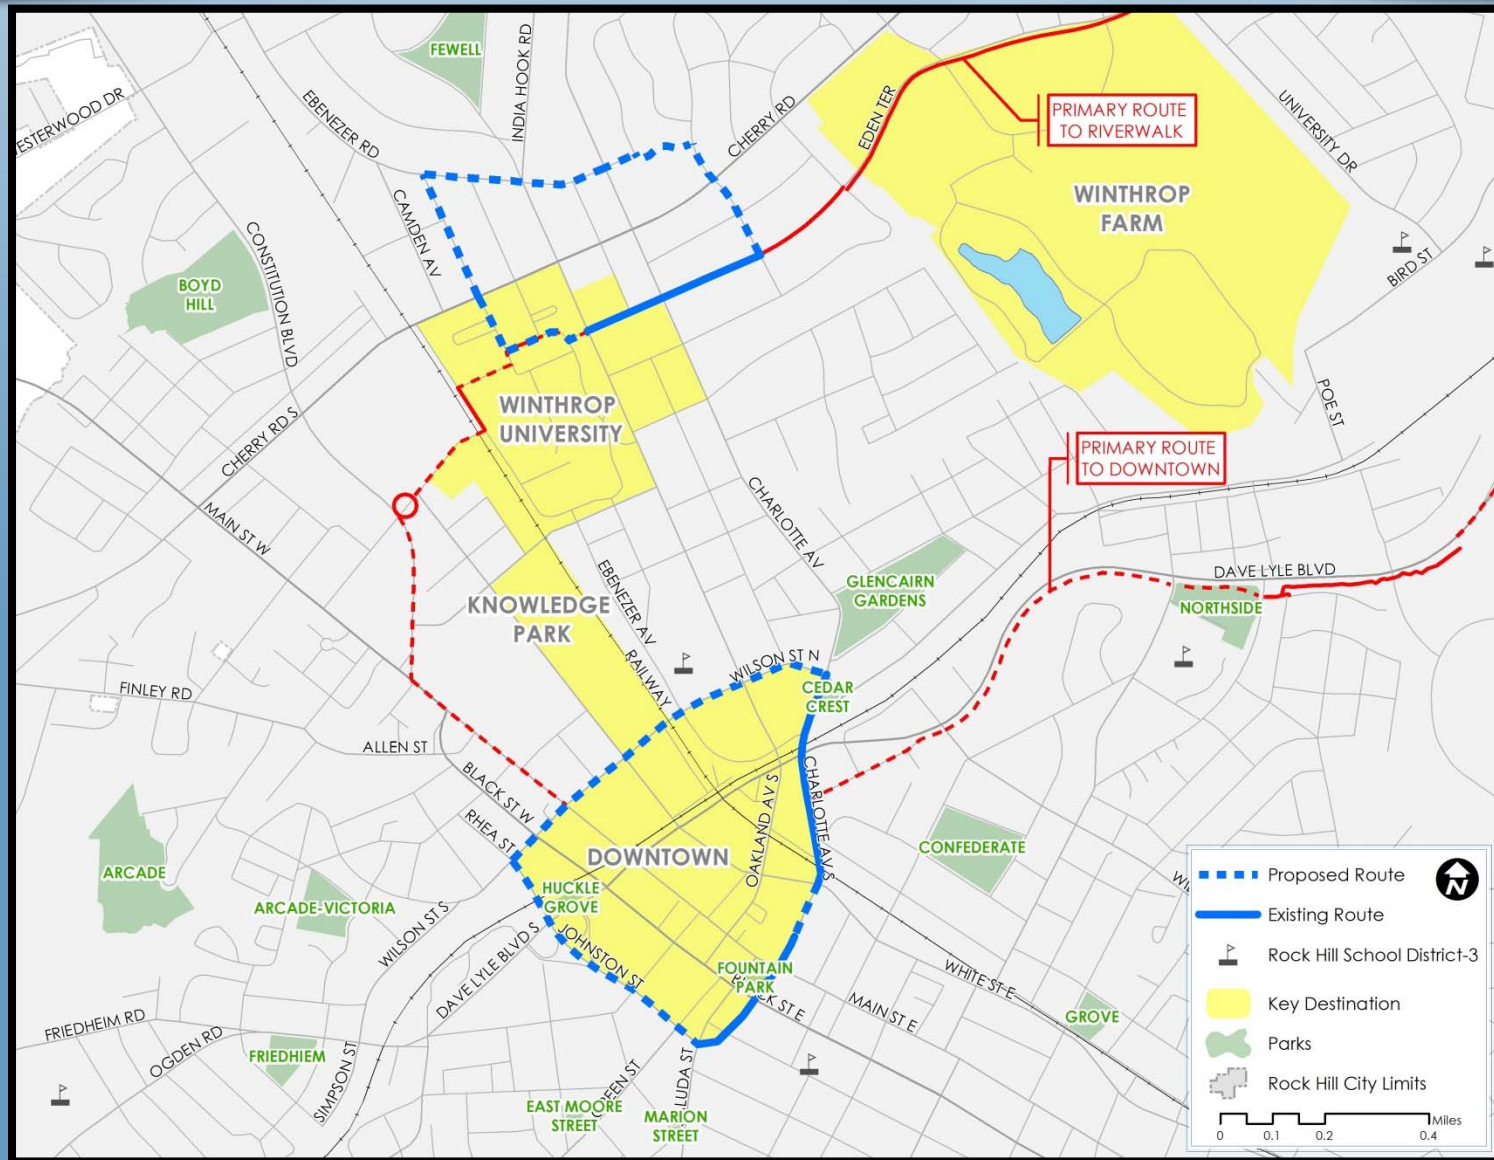 FEWELL
INDIA HOOK RD
EBENEZER RD
CHERRY RD
EDEN TER
PRIMARY ROUTE
TO RIVERWALK
UNIVERSITY DR
ESTERWOOD DR
CAMDEN AV
WINTHROP
FARM
CONSTITUTION BLVD
BOYD
HILL
BIRD ST
WINTHROP
UNIVERSITY
POE ST
CHERRY RD S
PRIMARY ROUTE
TO DOWNTOWN
MAIN ST W
CHARLOTTE AV
EBENEZER AV
GLENCAIRN
GARDENS
DAVE LYLE BLVD
NORTHSIDE
KNOWLEDGE
PARK
RAILWAY
WILSON ST N
CEDAR
CREST
FINLEY RD
ALLEN ST
BLACK ST W
RHEA ST
CHARLOTTE AV S
OAKLAND AV S
DOWNTOWN
CONFEDERATE
ARCADE
HUCKLE
GROVE
ARCADE-VICTORIA
WILSON ST S
DAVE LYLE BLVD S
JOHNSTON ST
FOUNTAIN
PARK
CK ST E
MAIN ST E
WHITE ST E
GROVE
WI
FRIEDHEIM RD
OGDEN RD
FRIEDHIEM
SIMPSON ST
EEN ST
LUDA ST
EAST MOORE
STREET
MARION
STREET
Proposed Route
N
Existing Route
Rock Hill School District-3
Key Destination
Parks
Rock Hill City Limits
Miles
0 0.1 0.2 0.4